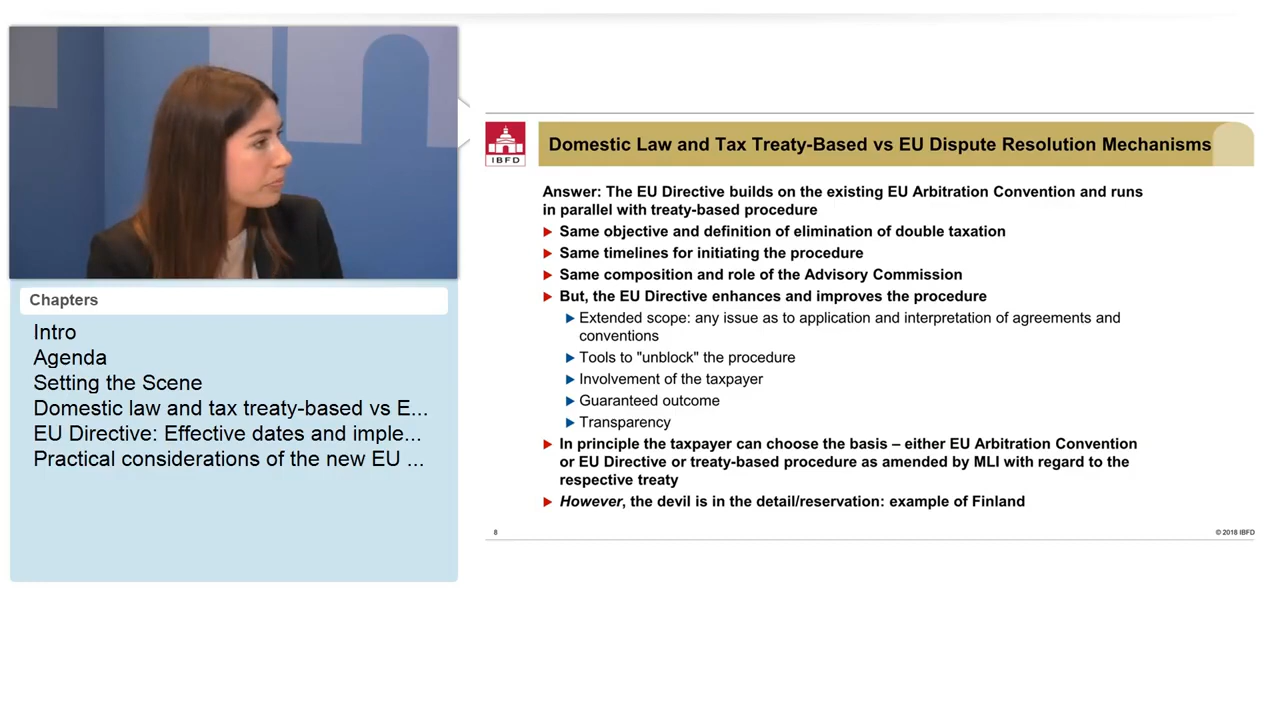 Chapters
Intro
Agenda
Setting the Scene
Domestic law and tax treaty-based vs E...
EU Directive: Effective dates and imple...
Practical considerations of the new EU ...
IBFD
Domestic Law and Tax Treaty-Based vs EU Dispute Resolution Mechanisms
Answer: The EU Directive builds on the existing EU Arbitration Convention and runs
in parallel with treaty-based procedure
Same objective and definition of elimination of double taxation
Same timelines for initiating the procedure
Same composition and role of the Advisory Commission
But, the EU Directive enhances and improves the procedure
Extended scope: any issue as to application and interpretation of agreements and
conventions
Tools to "unblock" the procedure
Involvement of the taxpayer
Guaranteed outcome
Transparency
In principle the taxpayer can choose the basis – either EU Arbitration Convention
or EU Directive or treaty-based procedure as amended by MLI with regard to the
respective treaty
However, the devil is in the detail/reservation: example of Finland
8
© 2018 IBFD